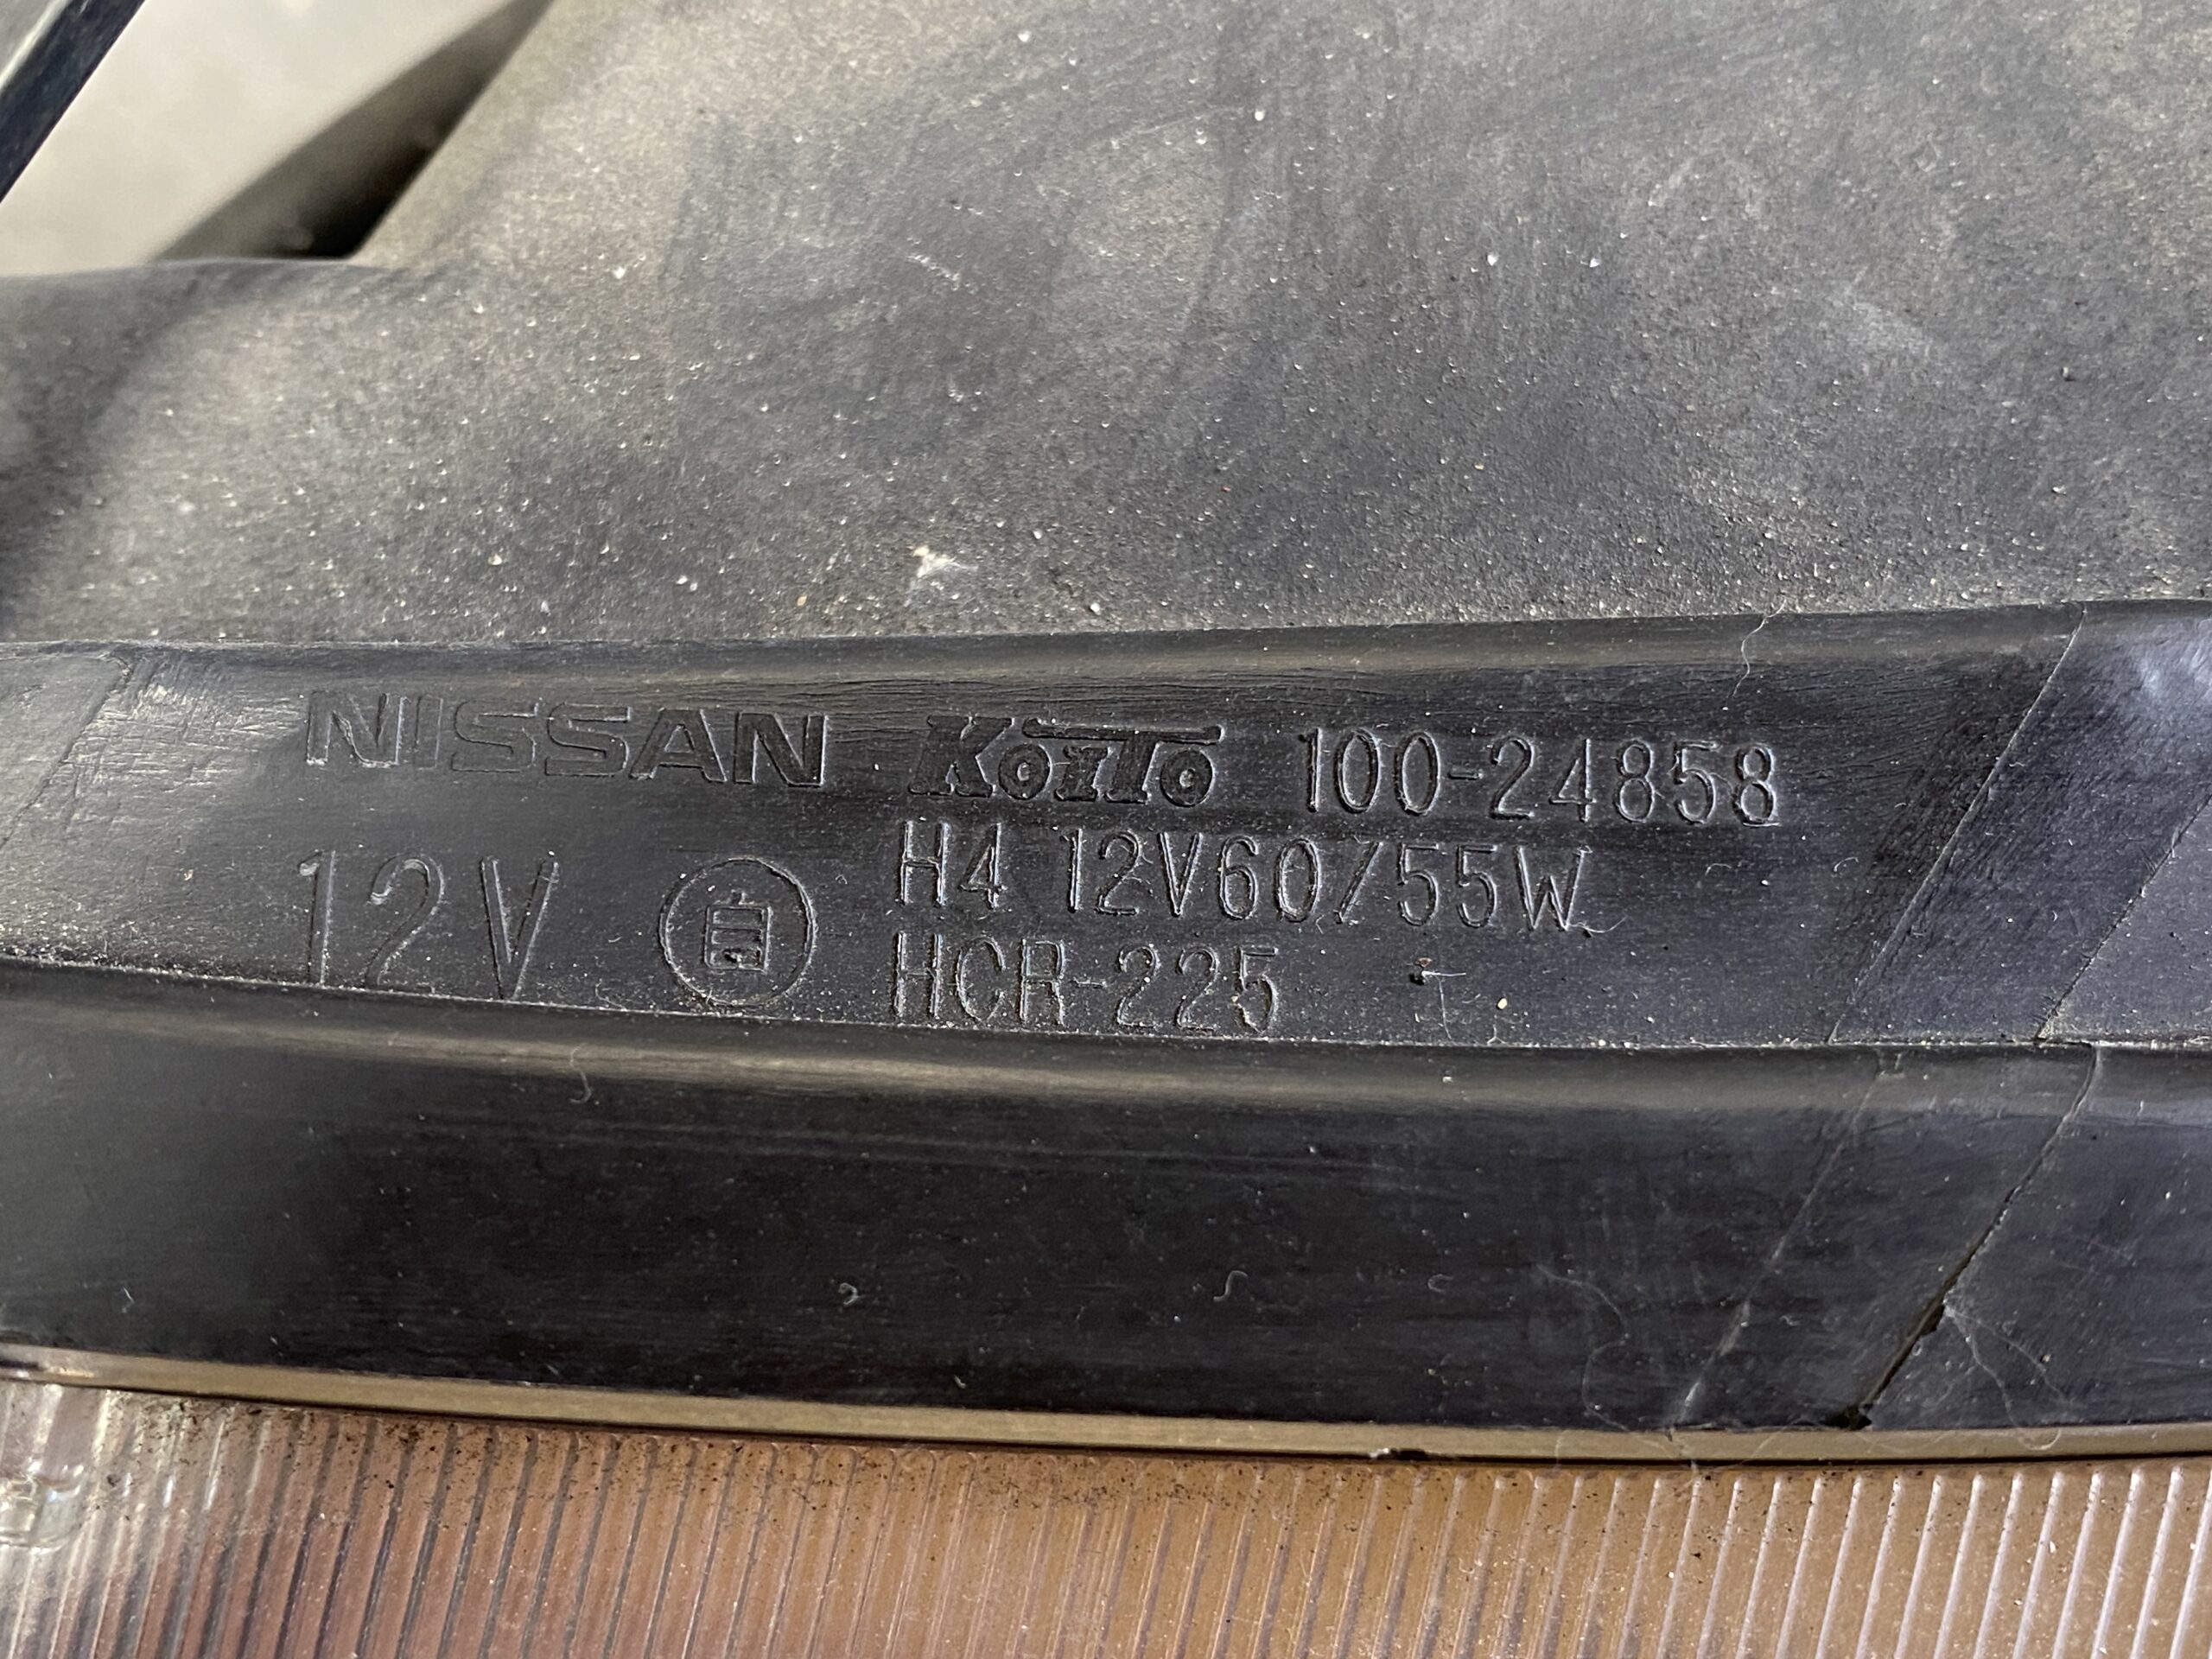 NISSAN KOITO 100-24858
12V 自 H4 12V60/55W
HCR-225